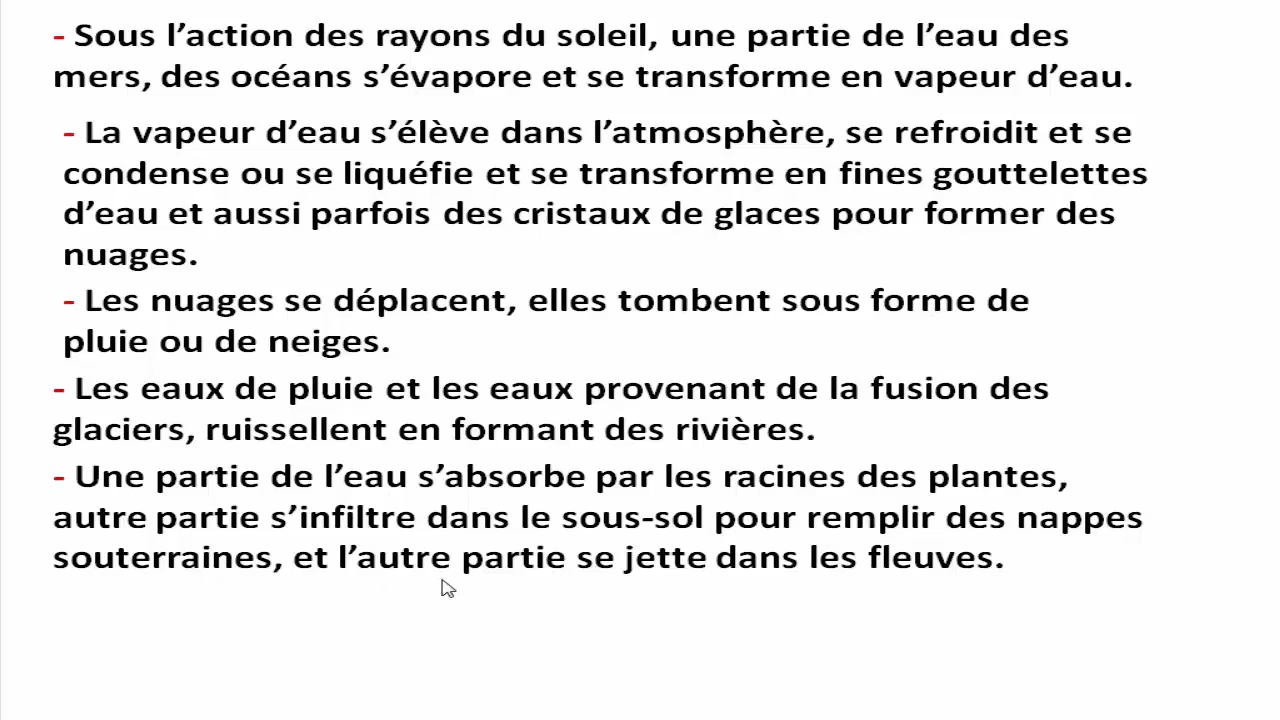 - Sous l’action des rayons du soleil, une partie de l’eau des
mers, des océans s’évapore et se transforme en vapeur d’eau.
- La vapeur d’eau s’élève dans l’atmosphère, se refroidit et se
condense ou se liquéfie et se transforme en fines gouttelettes
d’eau et aussi parfois des cristaux de glaces pour former des
nuages.
- Les nuages se déplacent, elles tombent sous forme de
pluie ou de neiges.
- Les eaux de pluie et les eaux provenant de la fusion des
glaciers, ruissellent en formant des rivières.
- Une partie de l’eau s’absorbe par les racines des plantes,
autre partie s’infiltre dans le sous-sol pour remplir des nappes
souterraines, et l’autre partie se jette dans les fleuves.